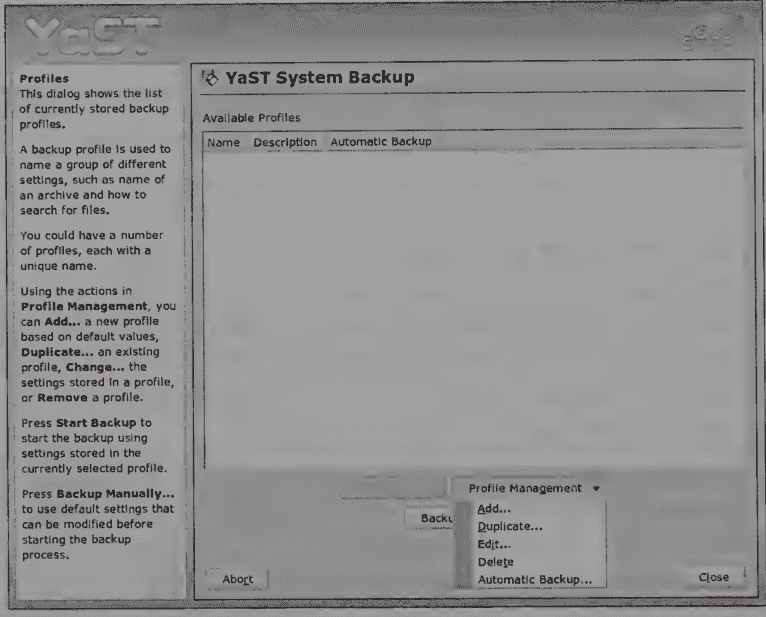 YaST
Profiles
This dialog shows the list
of currently stored backup
profiles.
A backup profile is used to
name a group of different
settings, such as name of
an archive and how to
search for files.
You could have a number
of profiles, each with a
unique name.
Using the actions in
Profile Management, you
can Add... a new profile
based on default values,
Duplicate... an existing
profile, Change... the
settings stored in a profile,
or Remove a profile.
Press Start Backup to
start the backup using
settings stored in the
currently selected profile.
Press Backup Manually...
to use default settings that
can be modified before
starting the backup
process.
YaST System Backup
Available Profiles
Name Description Automatic Backup
Profile Management
Backu
Add...
Duplicate...
Edit...
Delete
Automatic Backup...
Abort
Close